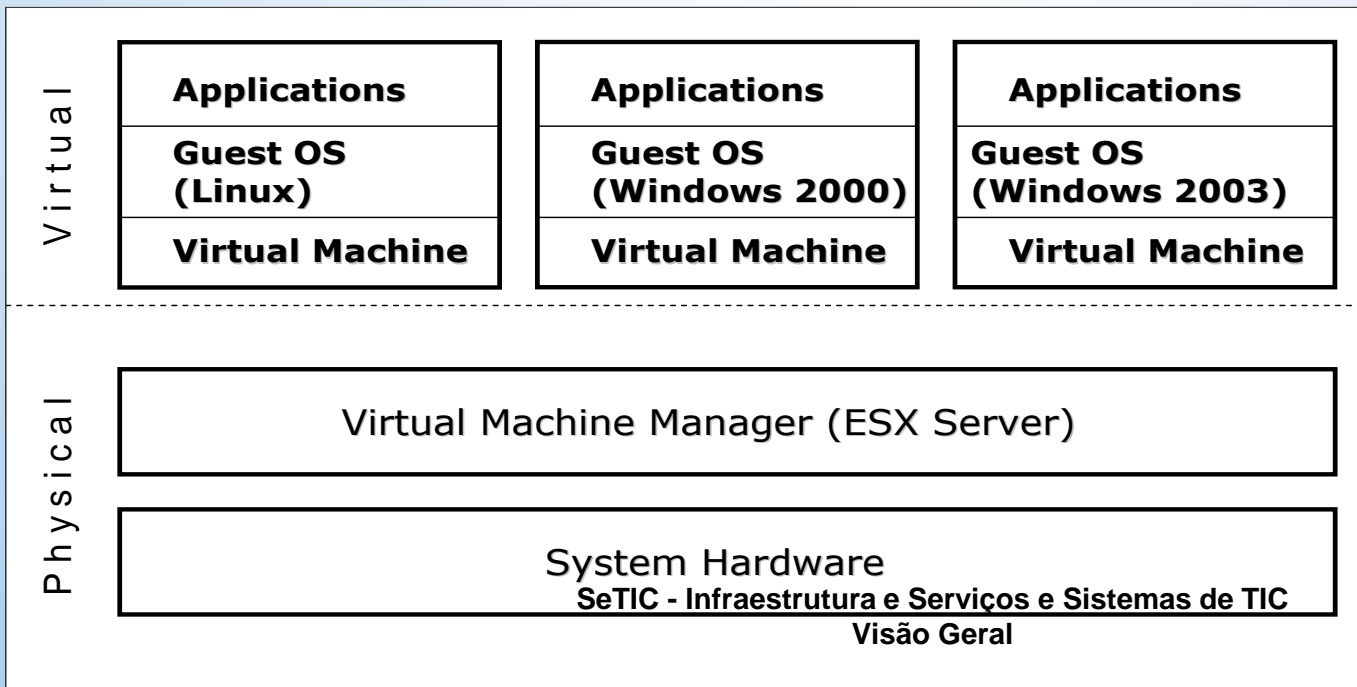 Virtual
Applications
Guest OS
(Linux)
Virtual Machine
Applications
Guest OS
(Windows 2000)
Virtual Machine
Applications
Guest OS
(Windows 2003)
Virtual Machine
Physical
Virtual Machine Manager (ESX Server)
System Hardware
SeTIC - Infraestrutura e Serviços e Sistemas de TIC
Visão Geral